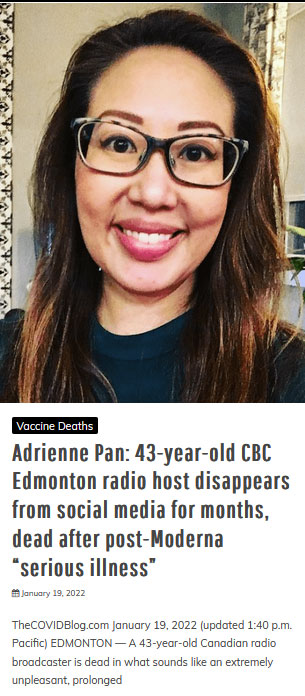 Vaccine Deaths
Adrienne Pan: 43-year-old CBC
Edmonton radio host disappears
from social media for months,
dead after post-Moderna
“serious illness”
January 19, 2022
TheCOVIDBlog.com January 19, 2022 (updated 1:40 p.m.
Pacific) EDMONTON — A 43-year-old Canadian radio
broadcaster is dead in what sounds like an extremely
unpleasant, prolonged